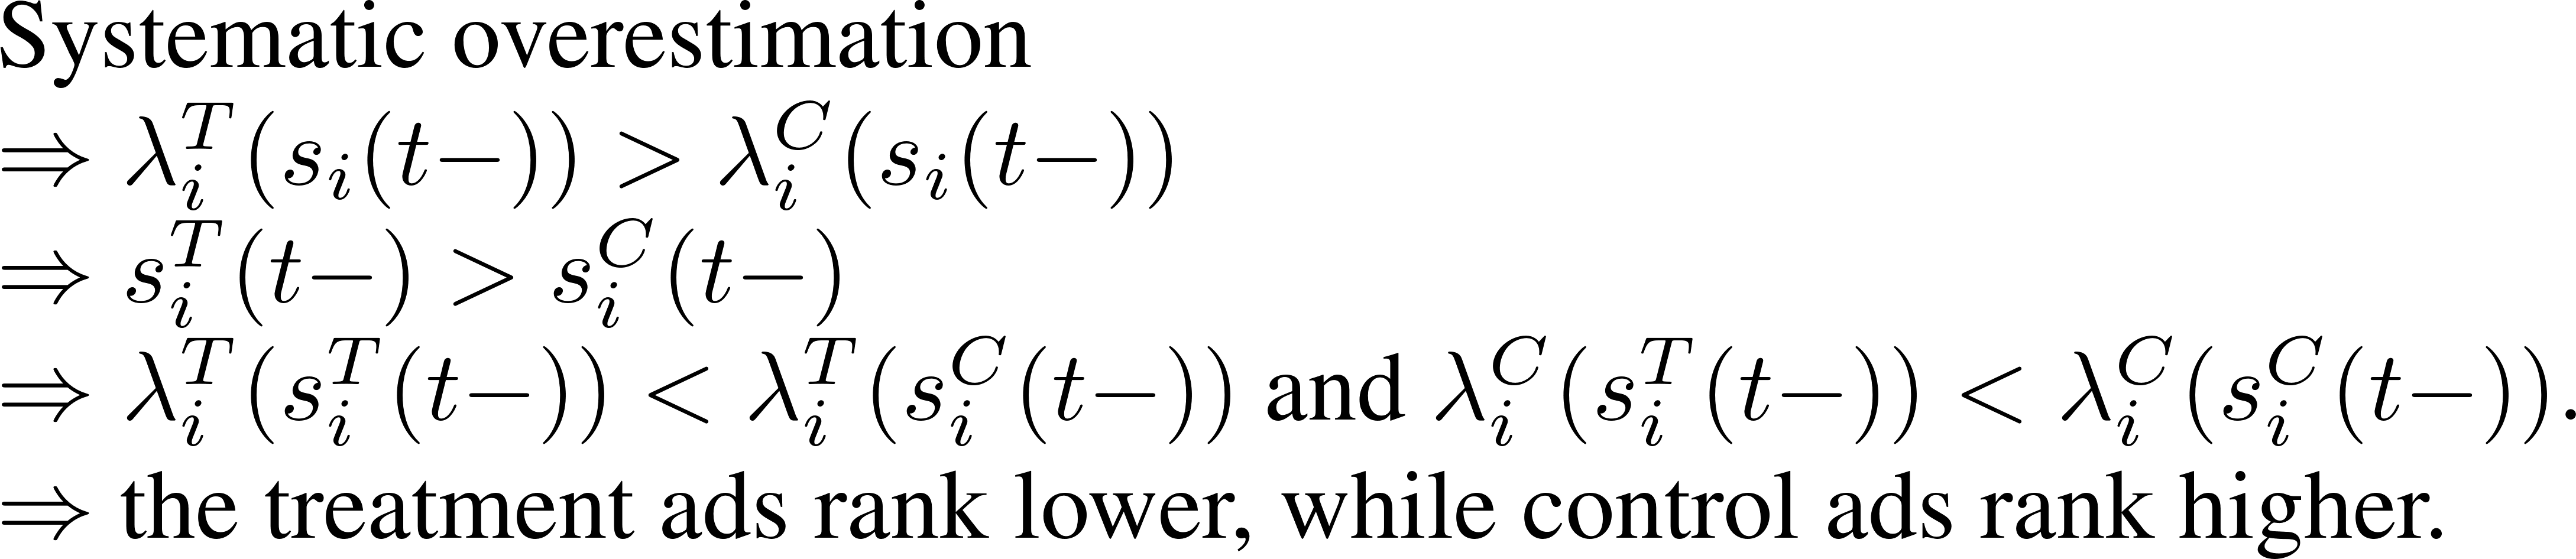 Systematic overestimation
⇒ λ_i^T(s_i(t−)) > λ_i^C(s_i(t−))
⇒ s_i^T(t−) > s_i^C(t−)
⇒ λ_i^T(s_i^T(t−)) < λ_i^T(s_i^C(t−)) and λ_i^C(s_i^T(t−)) < λ_i^C(s_i^C(t−)).
⇒ the treatment ads rank lower, while control ads rank higher.